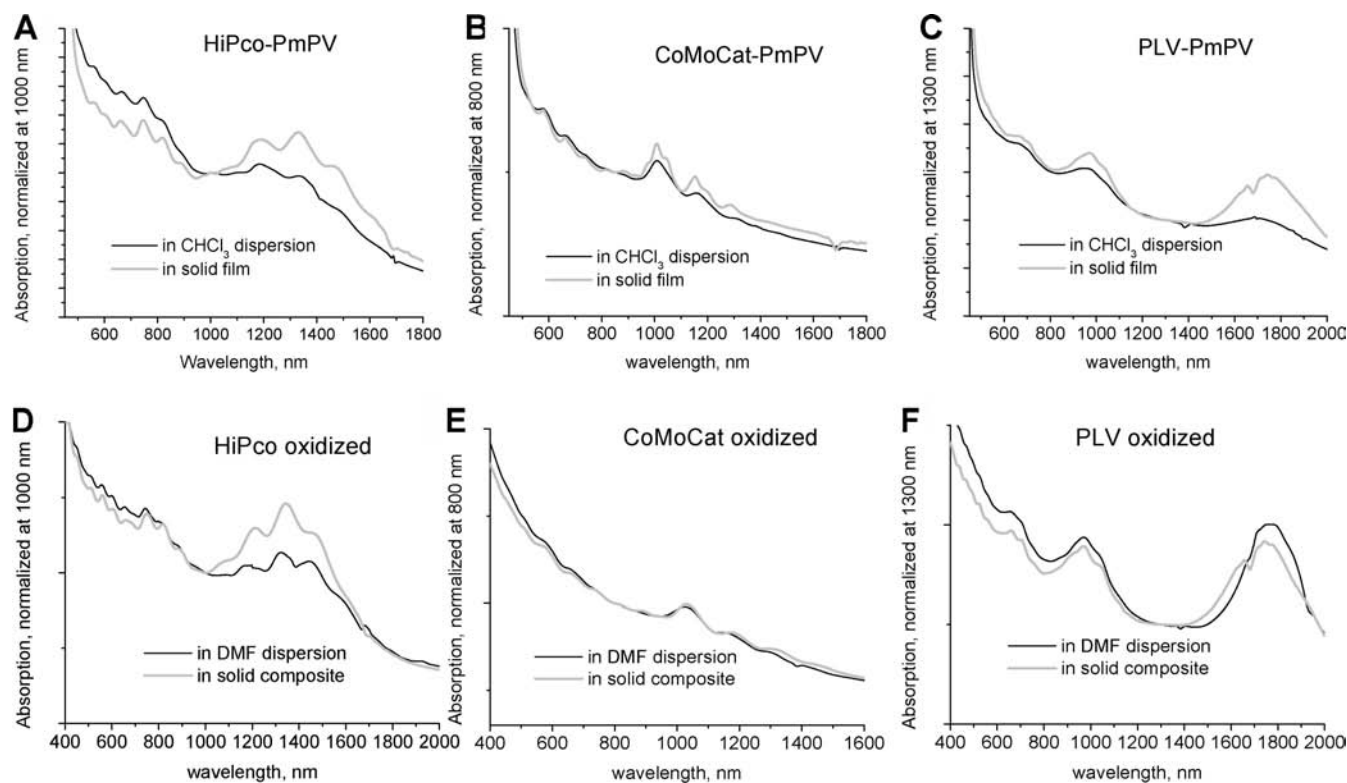 A
HiPco-PmPV
Absorption, normalized at 1000 nm
in CHCl₃ dispersion
in solid film
600 800 1000 1200 1400 1600 1800
Wavelength, nm
B
CoMoCat-PmPV
Absorption, normalized at 800 nm
in CHCl₃ dispersion
in solid film
600 800 1000 1200 1400 1600 1800
wavelength, nm
C
PLV-PmPV
Absorption, normalized at 1300 nm
in CHCl₃ dispersion
in solid film
600 800 1000 1200 1400 1600 1800 2000
wavelength, nm
D
HiPco oxidized
Absorption, normalized at 1000 nm
in DMF dispersion
in solid composite
400 600 800 1000 1200 1400 1600 1800 2000
wavelength, nm
E
CoMoCat oxidized
Absorption, normalized at 800 nm
in DMF dispersion
in solid composite
400 600 800 1000 1200 1400 1600
wavelength, nm
F
PLV oxidized
Absorption, normalized at 1300 nm
in DMF dispersion
in solid composite
400 600 800 1000 1200 1400 1600 1800 2000
wavelength, nm